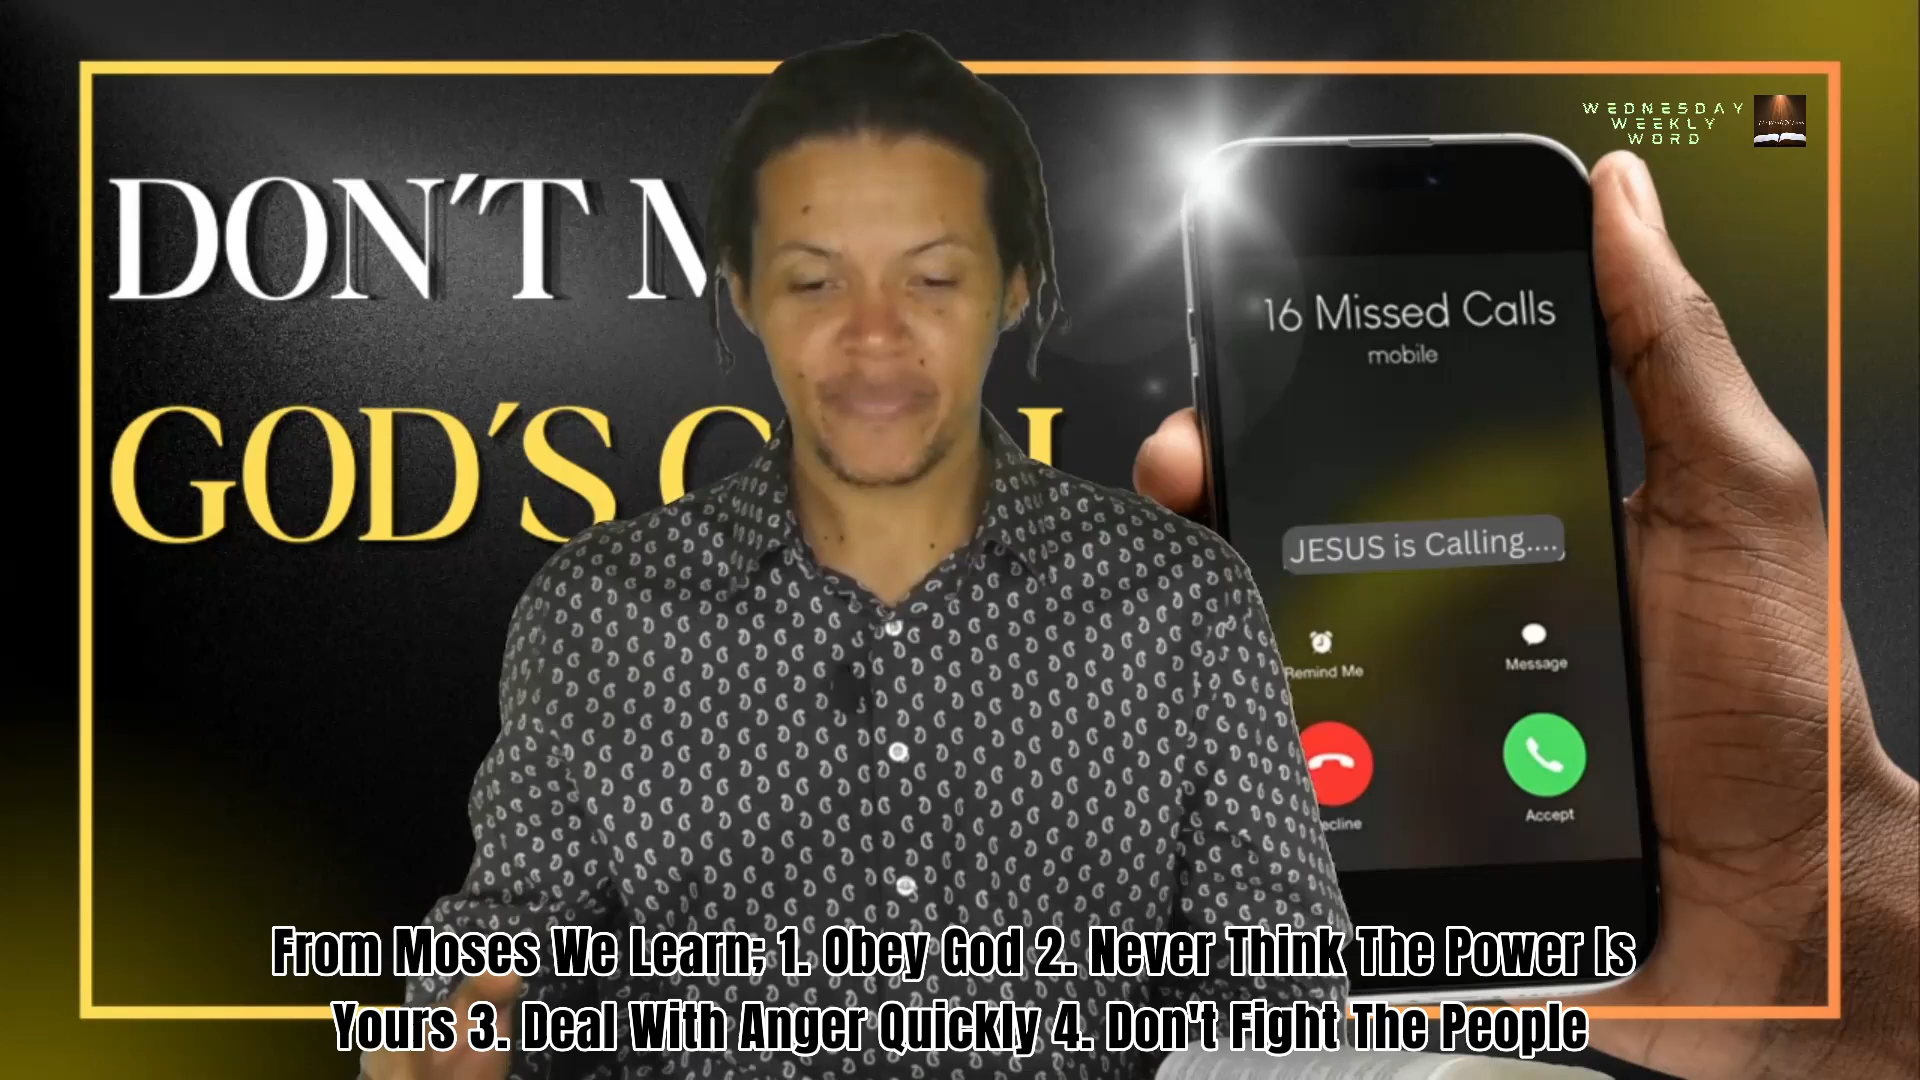 DON'T M
GOD'S C L
WEDNESDAY
WEEKLY
WORD
16 Missed Calls
mobile
JESUS is Calling....
Remind Me
Message
ecline
Accept
From Moses We Learn; 1. Obey God 2. Never Think The Power Is
Yours 3. Deal With Anger Quickly 4. Don't Fight The People